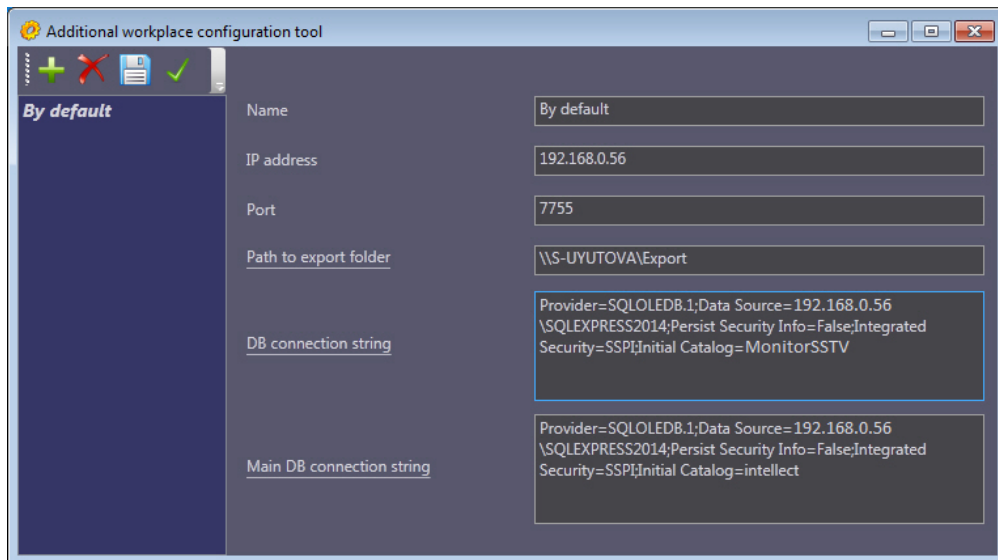 Additional workplace configuration tool
By default
Name
By default
IP address
192.168.0.56
Port
7755
Path to export folder
\\S-UYUTOVA\Export
DB connection string
Provider=SQLOLEDB.1;Data Source=192.168.0.56
\SQLEXPRESS2014;Persist Security Info=False;Integrated
Security=SSPI;Initial Catalog=MonitorSSTV
Main DB connection string
Provider=SQLOLEDB.1;Data Source=192.168.0.56
\SQLEXPRESS2014;Persist Security Info=False;Integrated
Security=SSPI;Initial Catalog=intellect